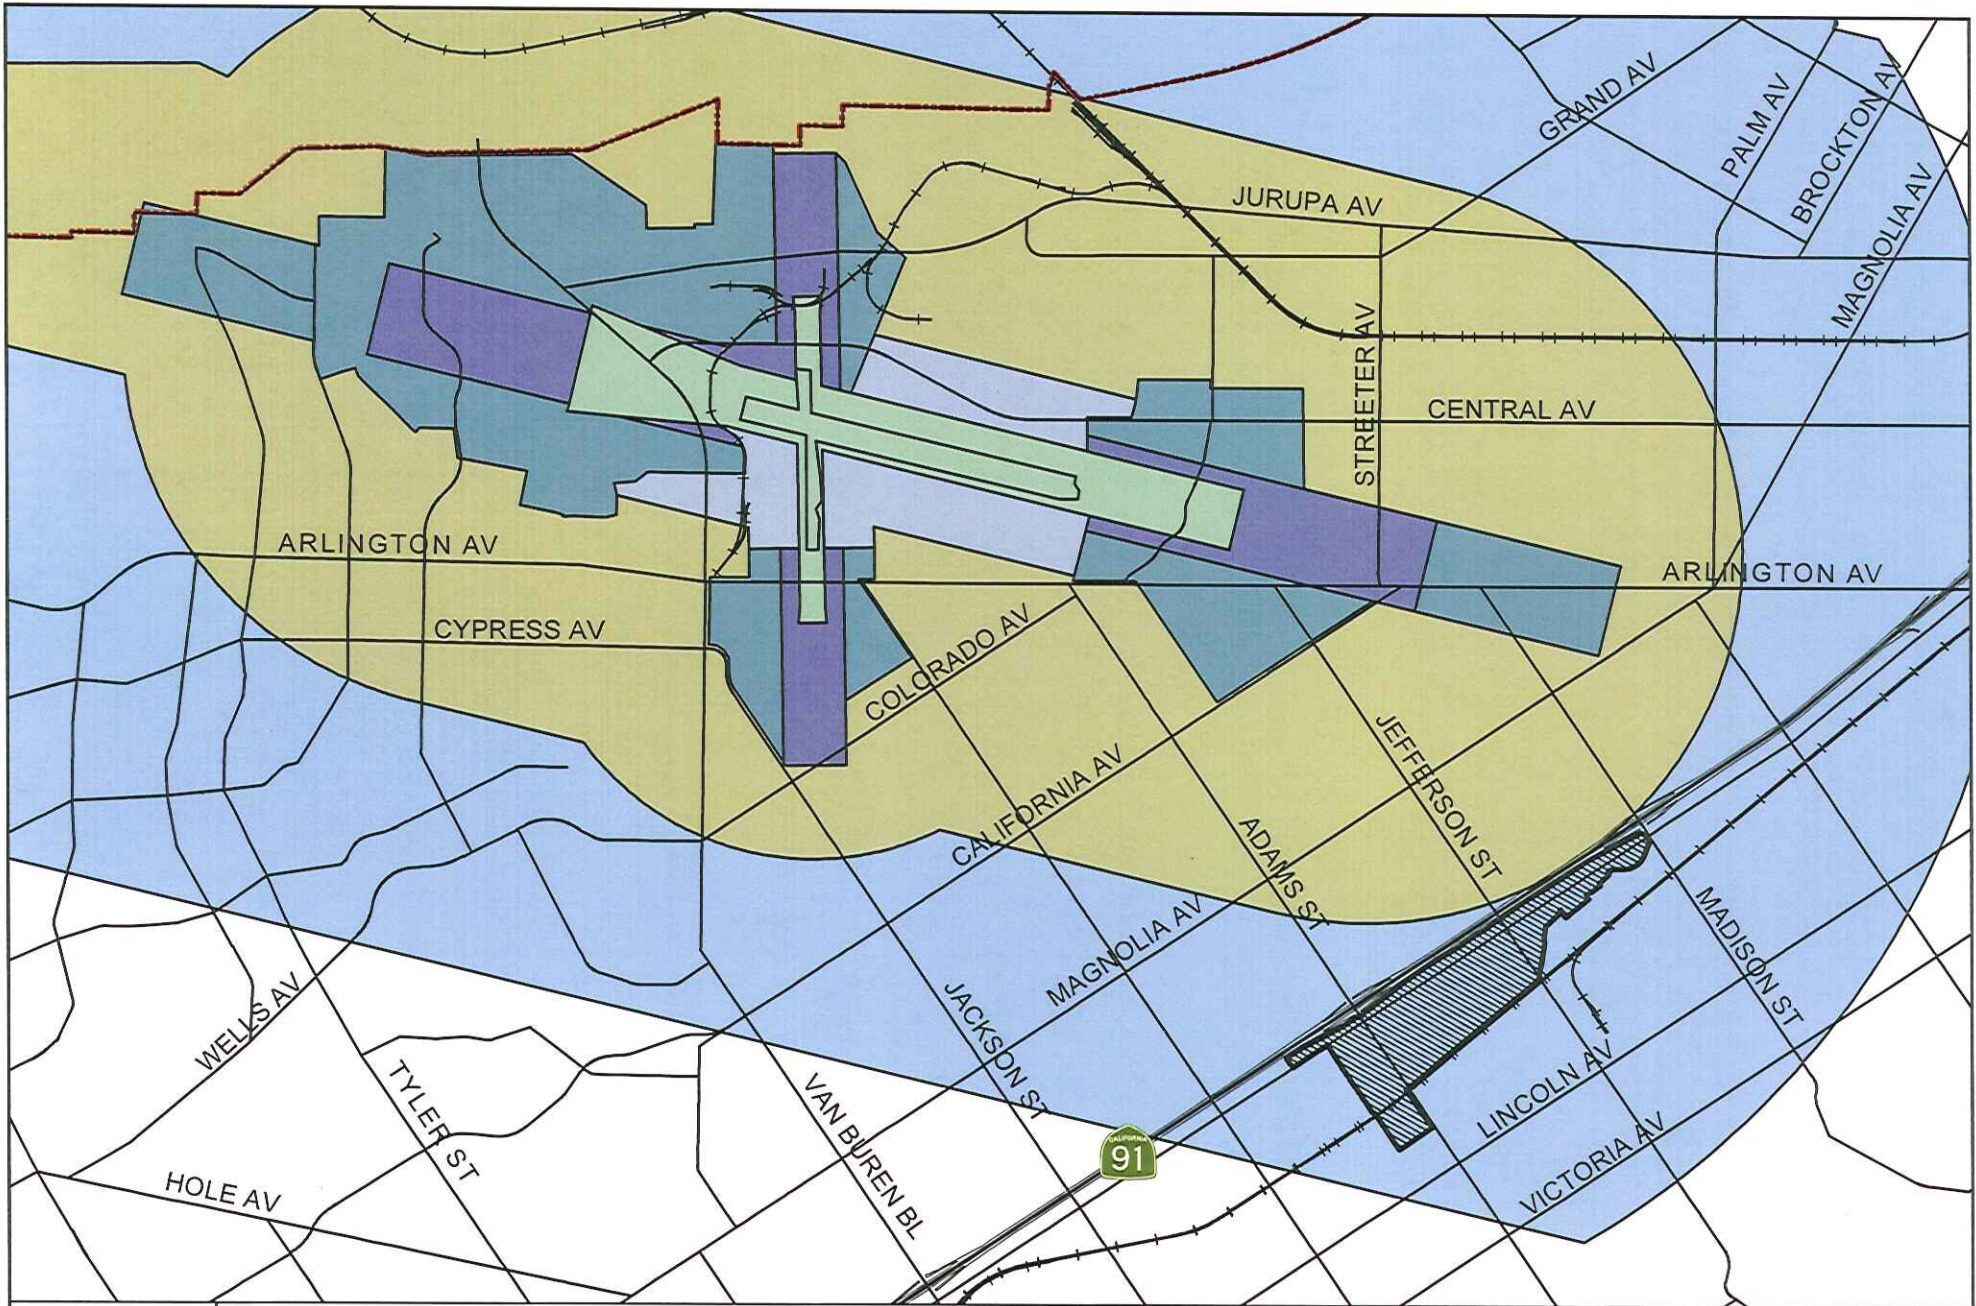 GRAND AV
PALM AV
BROCKTON AV
MAGNOLIA AV
JURUPA AV
STREETER AV
CENTRAL AV
ARLINGTON AV
ARLINGTON AV
CYPRESS AV
COLORADO AV
CALIFORNIA AV
JEFFERSON ST
ADAMS ST
MAGNOLIA AV
MADISON ST
WELLS AV
JACKSON ST
TYLER ST
VAN BUREN BL
LINCOLN AV
VICTORIA AV
CALIFORNIA
91
HOLE AV